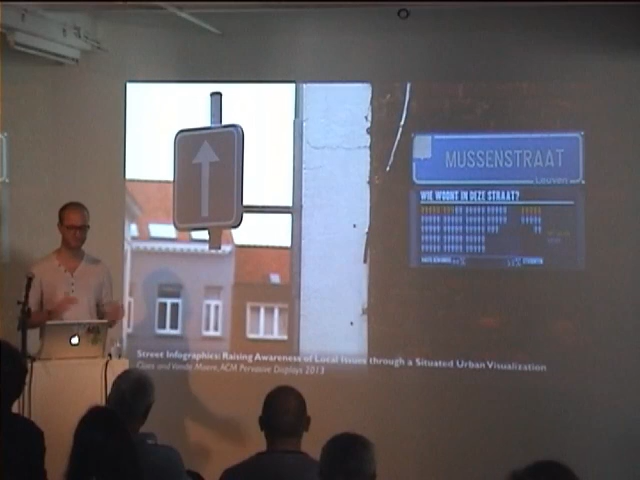 MUSSENSTRAAT
Leuven
WIE WOONT IN DEZE STRAAT?
Street Infographics: Raising Awareness of Local Issues through a Situated Urban Visualization
Claes and Vande Moere, ACM Pervasive Displays 2013